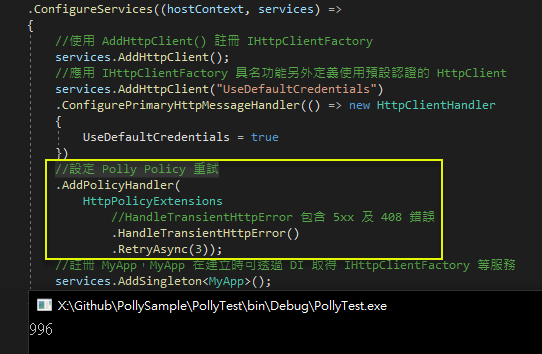 .ConfigureServices((hostContext, services) =>
{
//使用 AddHttpClient() 註冊 IHttpClientFactory
services.AddHttpClient();
//應用 IHttpClientFactory 具名功能另外定義使用預設認證的 HttpClient
services.AddHttpClient("UseDefaultCredentials")
.ConfigurePrimaryHttpMessageHandler(() => new HttpClientHandler
{
UseDefaultCredentials = true
})
//設定 Polly Policy 重試
.AddPolicyHandler(
HttpPolicyExtensions
//HandleTransientHttpError 包含 5xx 及 408 錯誤
.HandleTransientHttpError()
.RetryAsync(3));
//註冊 MyApp，MyApp 在建立時可透過 DI 取得 IHttpClientFactory 等服務
services.AddSingleton<MyApp>();
X:\Github\PollySample\PollyTest\bin\Debug\PollyTest.exe
996